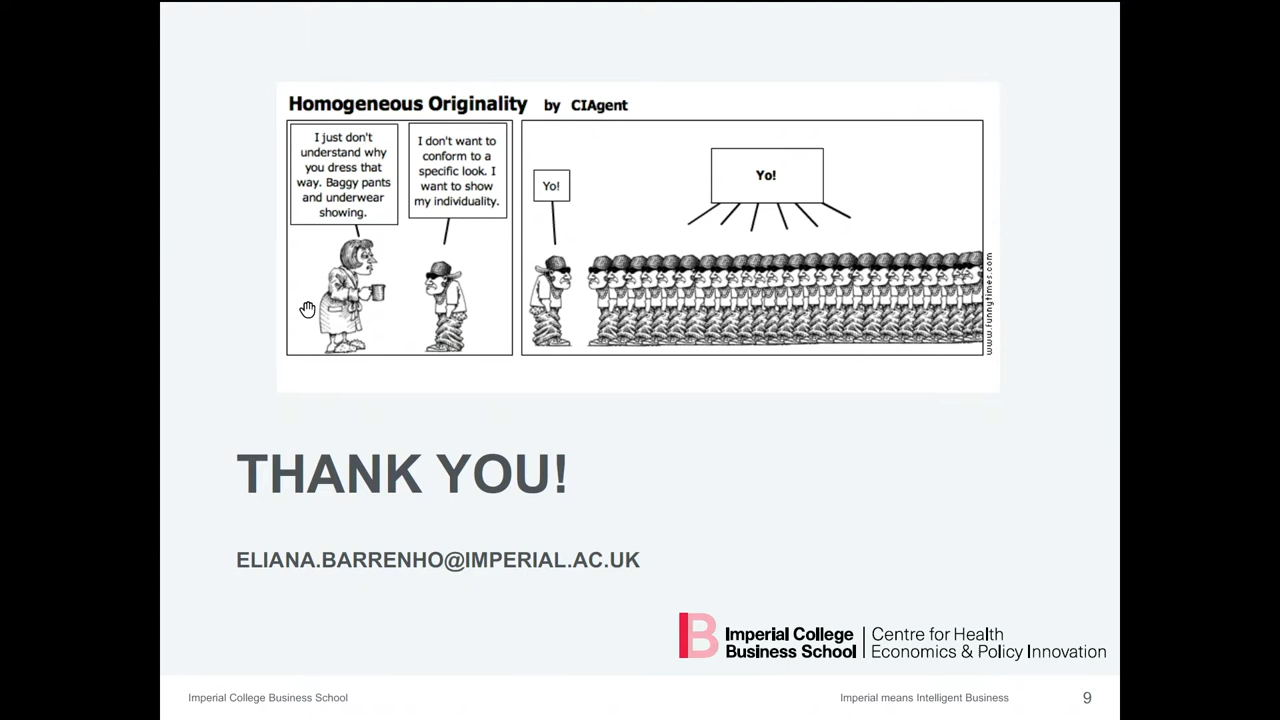 Homogeneous Originality by CIAgent
I just don't
understand why
you dress that
way. Baggy pants
and underwear
showing.
I don't want to
conform to a
specific look. I
want to show
my individuality.
Yo!
Yo!
www.funnytimes.com
THANK YOU!
ELIANA.BARRENHO@IMPERIAL.AC.UK
B
Imperial College
Business School
Centre for Health
Economics & Policy Innovation
Imperial College Business School
Imperial means Intelligent Business
9